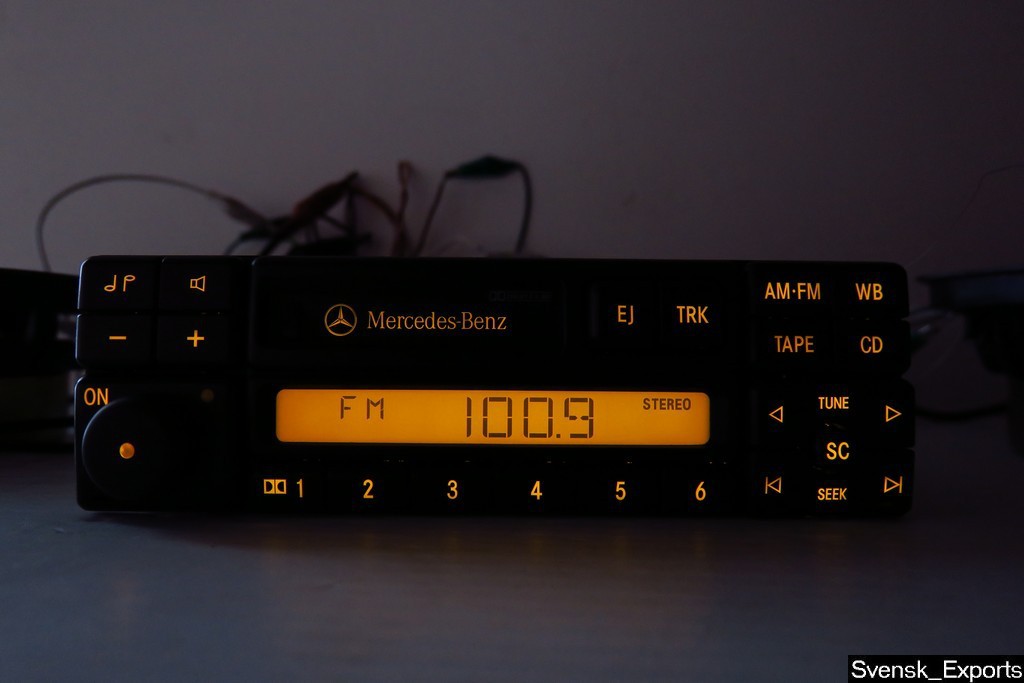 Mercedes-Benz
EJ TRK
AM·FM WB
TAPE CD
− +
ON
FM 100.9 STEREO
TUNE
SC
SEEK
1 2 3 4 5 6
Svensk_Exports